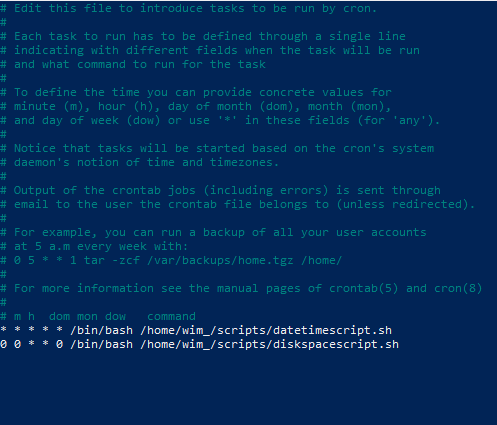 # Edit this file to introduce tasks to be run by cron.
#
# Each task to run has to be defined through a single line
# indicating with different fields when the task will be run
# and what command to run for the task
#
# To define the time you can provide concrete values for
# minute (m), hour (h), day of month (dom), month (mon),
# and day of week (dow) or use '*' in these fields (for 'any').
#
# Notice that tasks will be started based on the cron's system
# daemon's notion of time and timezones.
#
# Output of the crontab jobs (including errors) is sent through
# email to the user the crontab file belongs to (unless redirected).
#
# For example, you can run a backup of all your user accounts
# at 5 a.m every week with:
# 0 5 * * 1 tar -zcf /var/backups/home.tgz /home/
#
# For more information see the manual pages of crontab(5) and cron(8)
#
# m h  dom mon dow   command
* * * * * /bin/bash /home/wim_/scripts/datetimescript.sh
0 0 * * 0 /bin/bash /home/wim_/scripts/diskspacescript.sh